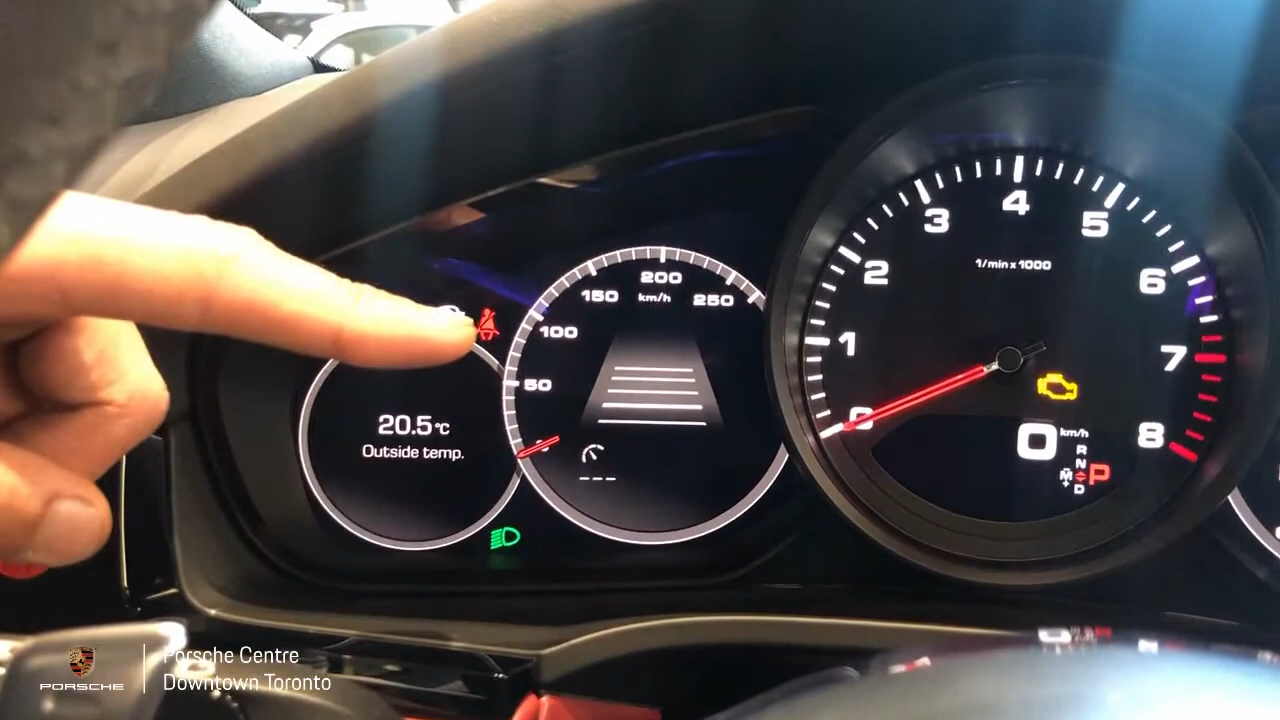 200
150 km/h 250
100
50
20.5°C
Outside temp.
---
4
3 5
1/min x 1000
2 6
1 7
0 8
0 km/h
R
N
M P
+ D
PORSCHE
Porsche Centre
Downtown Toronto